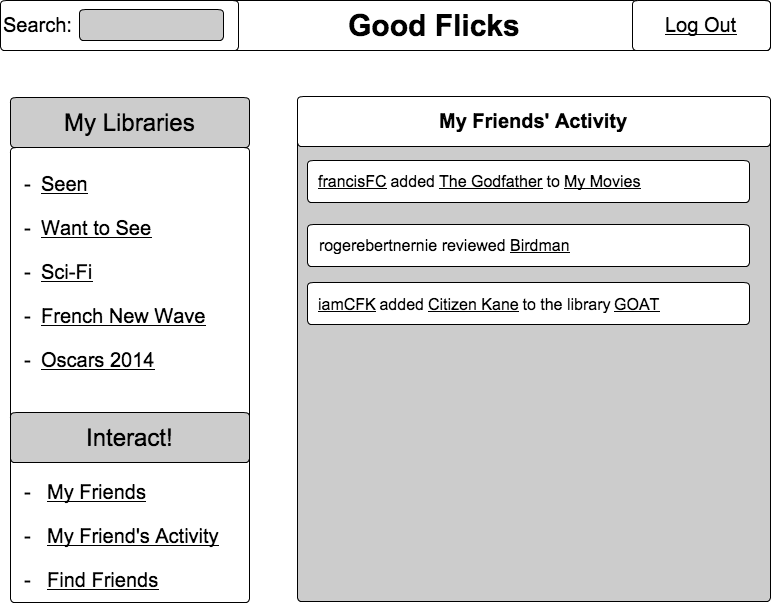 Search:
Good Flicks
Log Out
My Libraries
- Seen
- Want to See
- Sci-Fi
- French New Wave
- Oscars 2014
Interact!
- My Friends
- My Friend's Activity
- Find Friends
My Friends' Activity
francisFC added The Godfather to My Movies
rogerebertnernie reviewed Birdman
iamCFK added Citizen Kane to the library GOAT